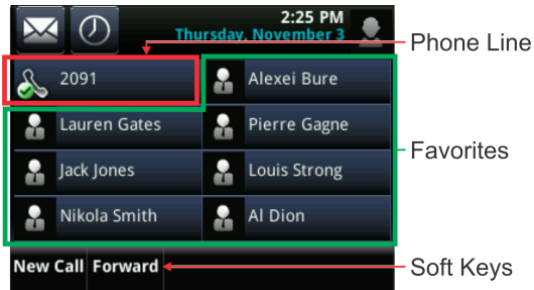 2:25 PM
Thursday, November 3
Phone Line
2091
Alexei Bure
Lauren Gates
Pierre Gagne
Favorites
Jack Jones
Louis Strong
Nikola Smith
Al Dion
New Call Forward
Soft Keys